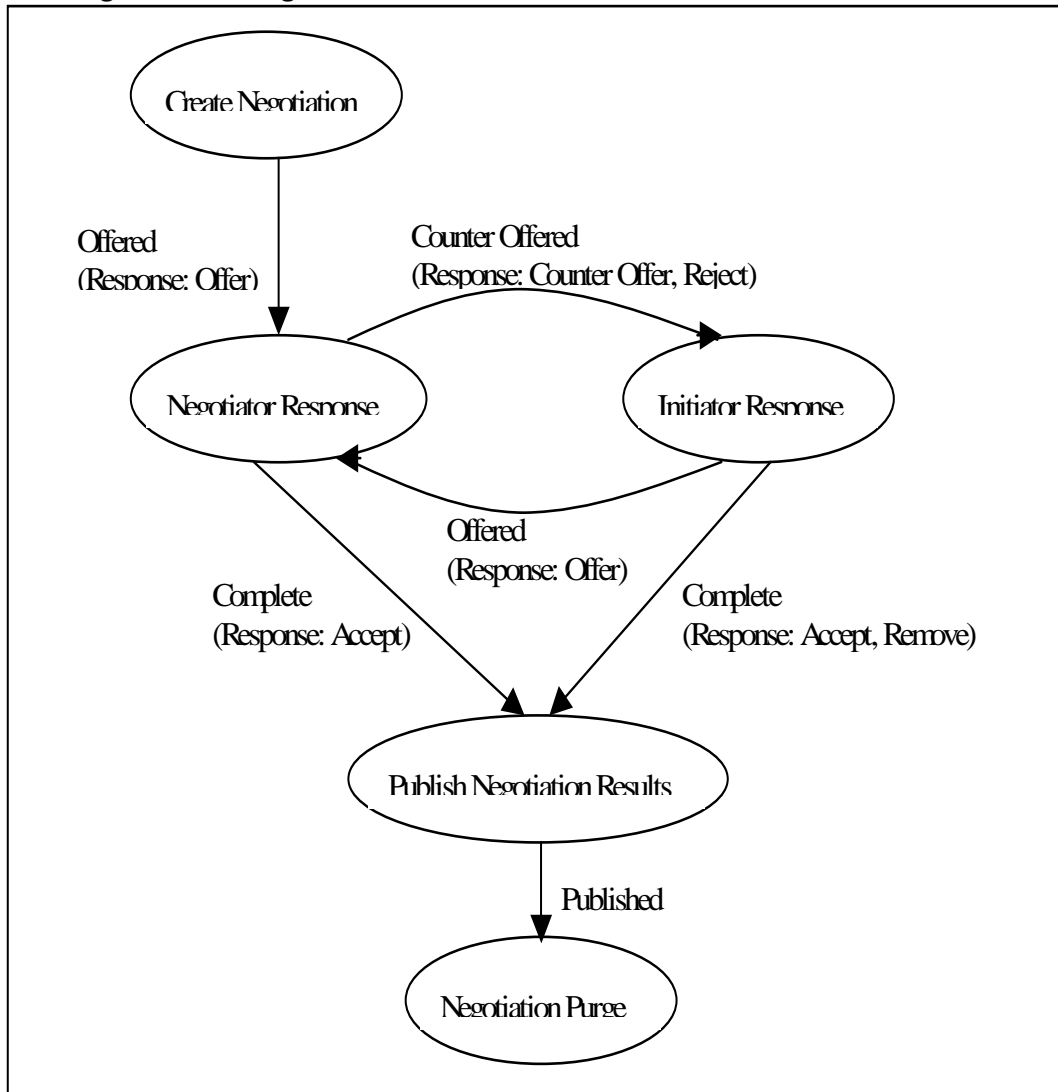 Create Negotiation
Offered
(Response: Offer)
Counter Offered
(Response: Counter Offer, Reject)
Negotiator Response
Initiator Response
Offered
(Response: Offer)
Complete
(Response: Accept)
Complete
(Response: Accept, Remove)
Publish Negotiation Results
Published
Negotiation Purge